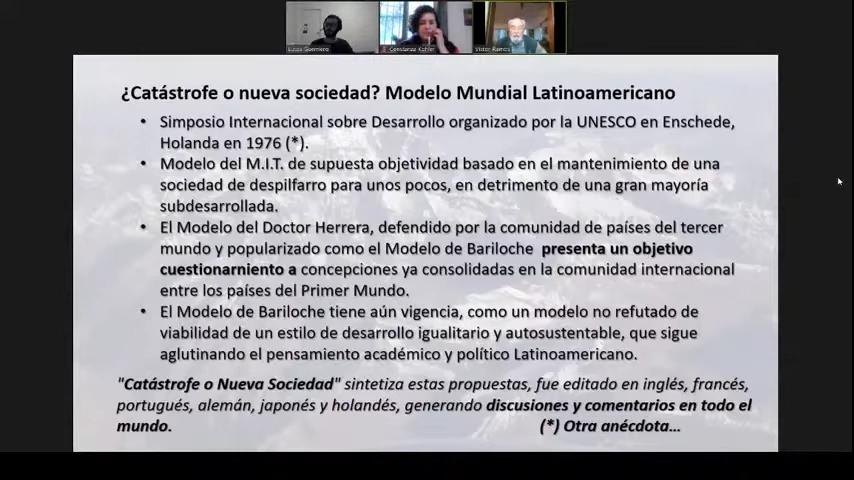 Lucas Guerrero
Constanza Kohler
Víctor Ramos
¿Catástrofe o nueva sociedad? Modelo Mundial Latinoamericano
• Simposio Internacional sobre Desarrollo organizado por la UNESCO en Enschede,
Holanda en 1976 (*).
• Modelo del M.I.T. de supuesta objetividad basado en el mantenimiento de una
sociedad de despilfarro para unos pocos, en detrimento de una gran mayoría
subdesarrollada.
• El Modelo del Doctor Herrera, defendido por la comunidad de países del tercer
mundo y popularizado como el Modelo de Bariloche presenta un objetivo
cuestionarniento a concepciones ya consolidadas en la comunidad internacional
entre los países del Primer Mundo.
• El Modelo de Bariloche tiene aún vigencia, como un modelo no refutado de
viabilidad de un estilo de desarrollo igualitario y autosustentable, que sigue
aglutinando el pensamiento académico y político Latinoamericano.
"Catástrofe o Nueva Sociedad" sintetiza estas propuestas, fue editado en inglés, francés,
portugués, alemán, japonés y holandés, generando discusiones y comentarios en todo el
mundo. (*) Otra anécdota...